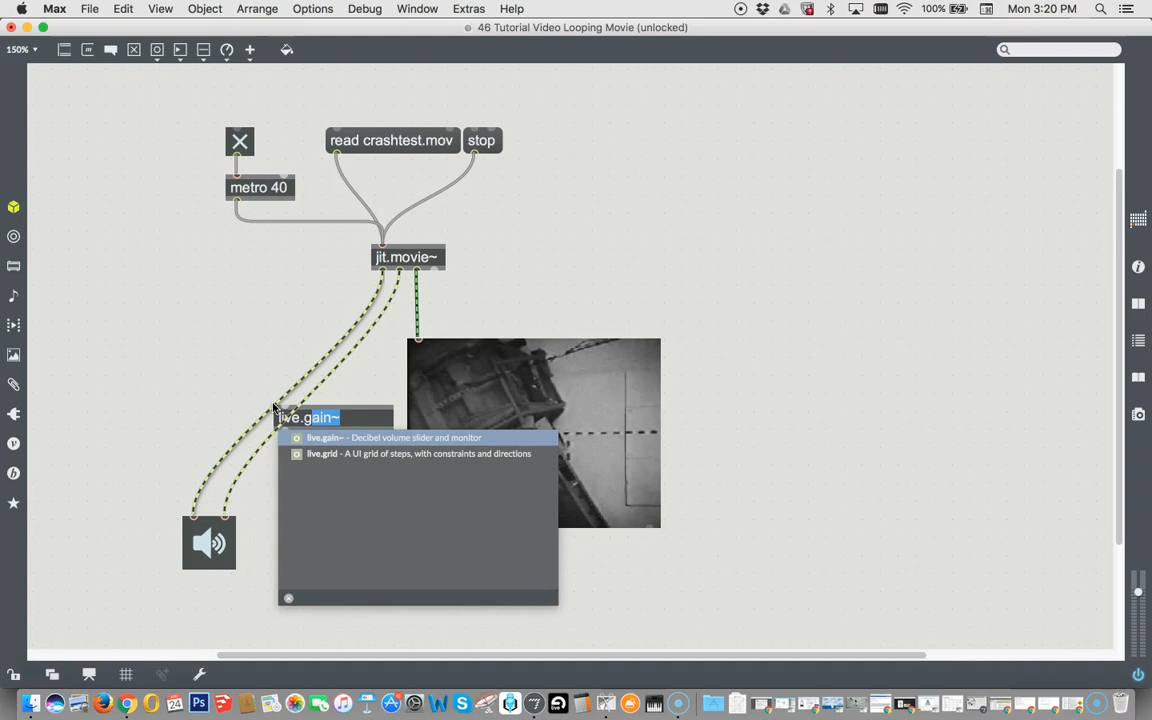 Max File Edit View Object Arrange Options Debug Window Extras Help 100% Mon 3:20 PM
46 Tutorial Video Looping Movie (unlocked)
150%
read crashtest.mov stop
metro 40
jit.movie~
live.gain~
live.gain~ - Decibel volume slider and monitor
live.grid - A UI grid of steps, with constraints and directions